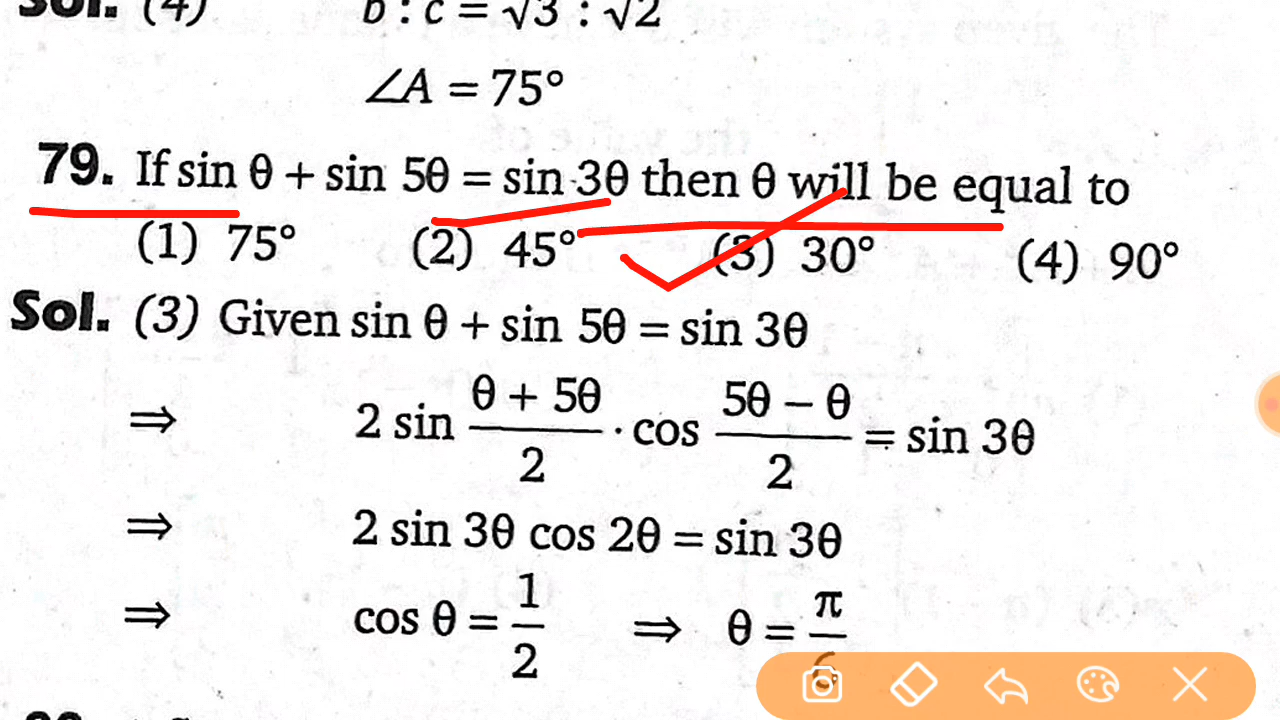 Sol. (4) b : c = √3 : √2
∠A = 75°
79. If sin θ + sin 5θ = sin 3θ then θ will be equal to
(1) 75° (2) 45° (3) 30° (4) 90°
Sol. (3) Given sin θ + sin 5θ = sin 3θ
⇒ 2 sin (θ + 5θ)/2 · cos (5θ − θ)/2 = sin 3θ
⇒ 2 sin 3θ cos 2θ = sin 3θ
⇒ cos θ = 1/2 ⇒ θ = π/6